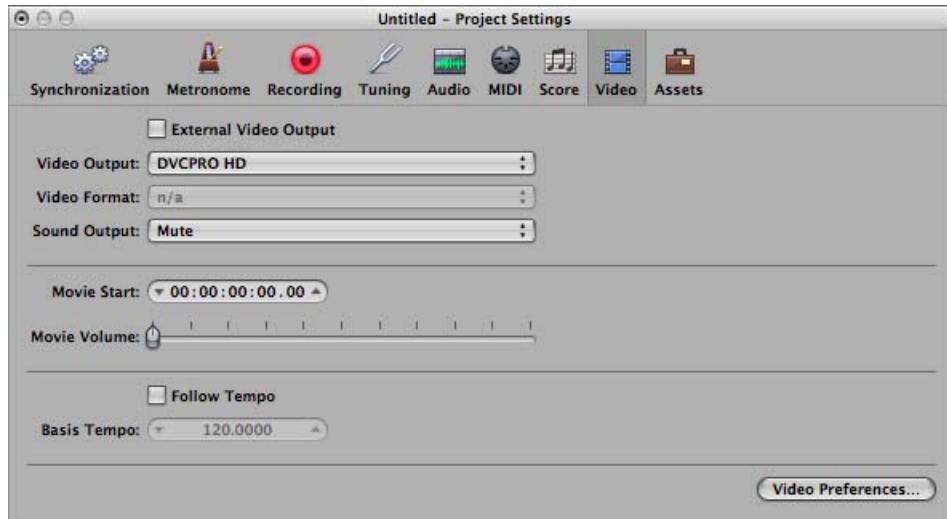 Untitled – Project Settings
Synchronization Metronome Recording Tuning Audio MIDI Score Video Assets
External Video Output
Video Output: DVCPRO HD
Video Format: n/a
Sound Output: Mute
Movie Start: 00:00:00:00.00
Movie Volume:
Follow Tempo
Basis Tempo: 120.0000
Video Preferences...